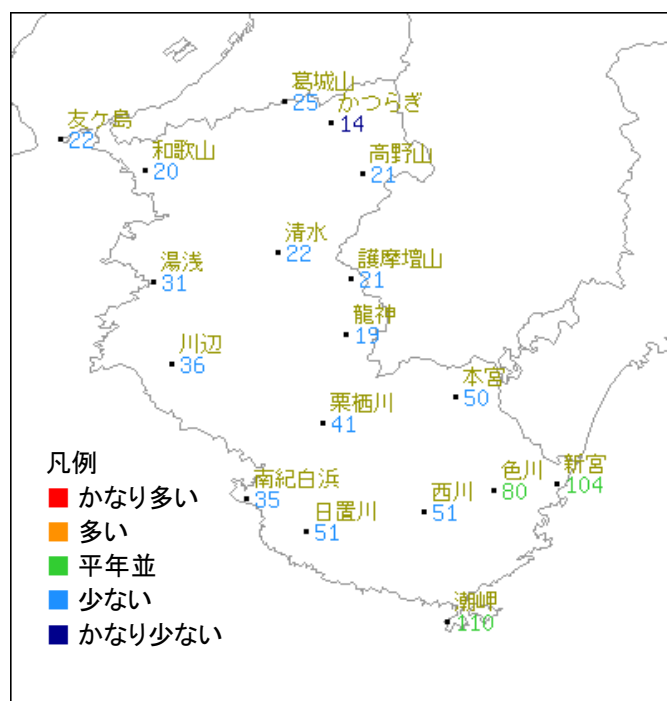 葛城山
25
かつらぎ
14
友ケ島
22
和歌山
20
高野山
21
清水
22
護摩壇山
21
湯浅
31
龍神
19
川辺
36
本宮
50
栗栖川
41
凡例
かなり多い
多い
平年並
少ない
かなり少ない
南紀白浜
35
日置川
51
西川
51
色川
80
新宮
104
潮岬
110